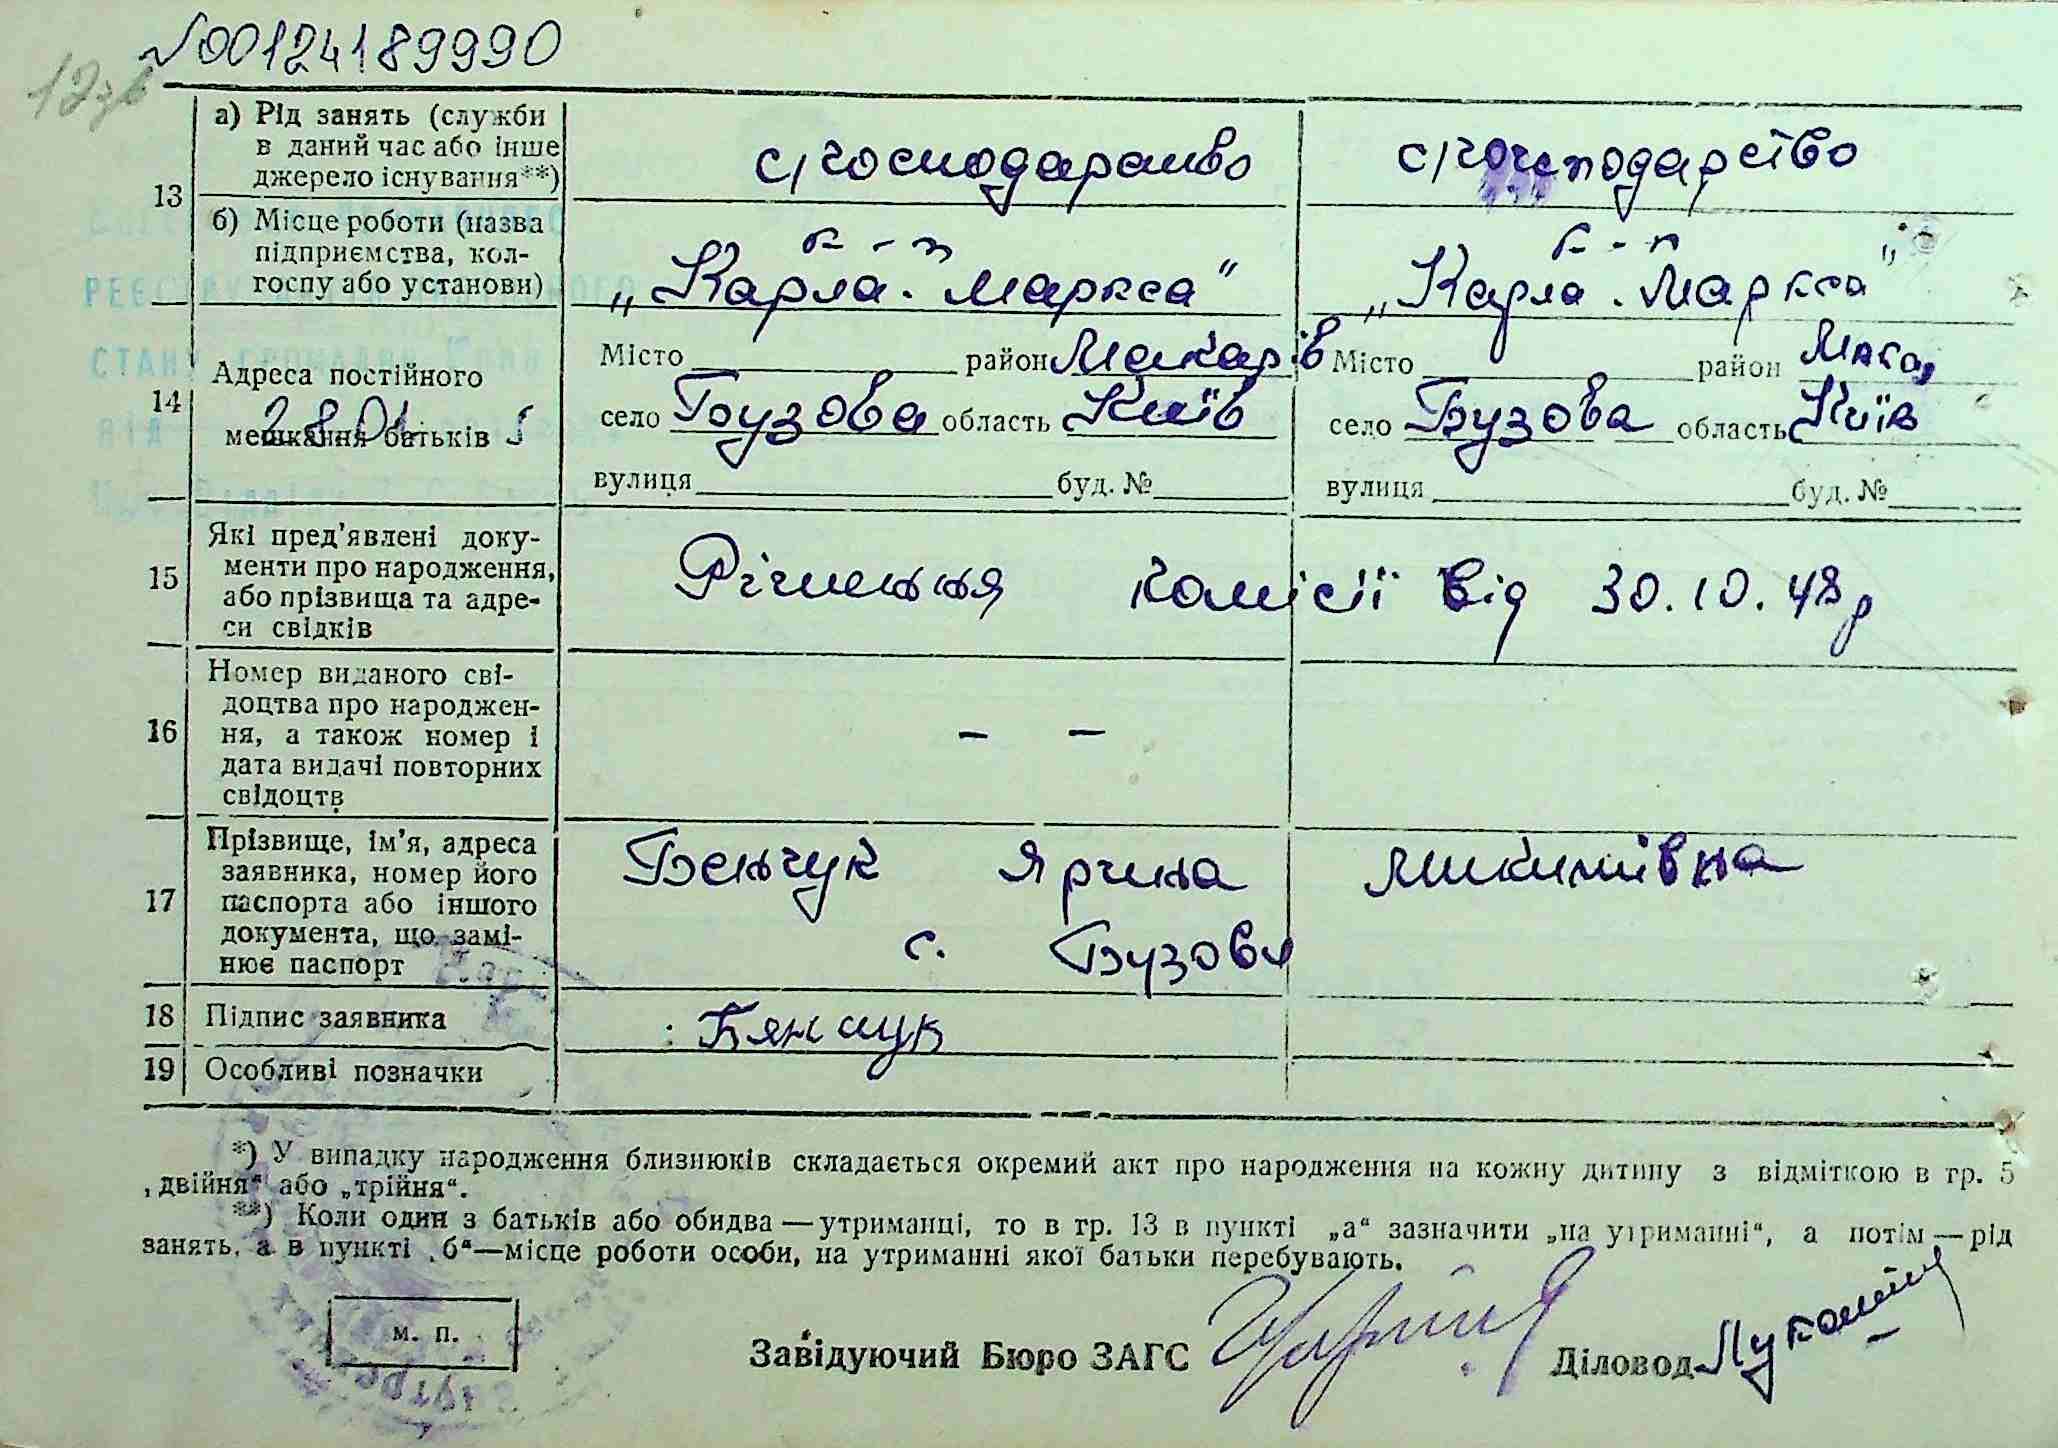 №00124189990
13
а) Рід занять (служби в даний час або інше джерело існування**)
с/господарство
с/господарство
б) Місце роботи (назва підприємства, колгоспу або установи)
к-п
„Карла. Маркса"
к-п
„Карла. Маркса"
14
Адреса постійного мешкання батьків
Місто район Макарів
село Бузова область Київ
вулиця буд. №
Місто район Мака,
село Бузова область Київ
вулиця буд. №
15
Які пред'явлені документи про народження, або прізвища та адреси свідків
Рішення комісії від 30.10.48р
16
Номер виданого свідоцтва про народження, а також номер і дата видачі повторних свідоцтв
– –
17
Прізвище, ім'я, адреса заявника, номер його паспорта або іншого документа, що замінює паспорт
Бенчук Ярина
с. Бузова
18
Підпис заявника
19
Особливі позначки
*) У випадку народження близнюків складається окремий акт про народження на кожну дитину з відміткою в гр. 5
„двійня" або „трійня".
**) Коли один з батьків або обидва — утриманці, то в гр. 13 в пункті „а" зазначити „на утриманні", а потім — рід
занять, а в пункті „б"—місце роботи особи, на утриманні якої батьки перебувають.
м. п.
Завідуючий Бюро ЗАГС
Діловод